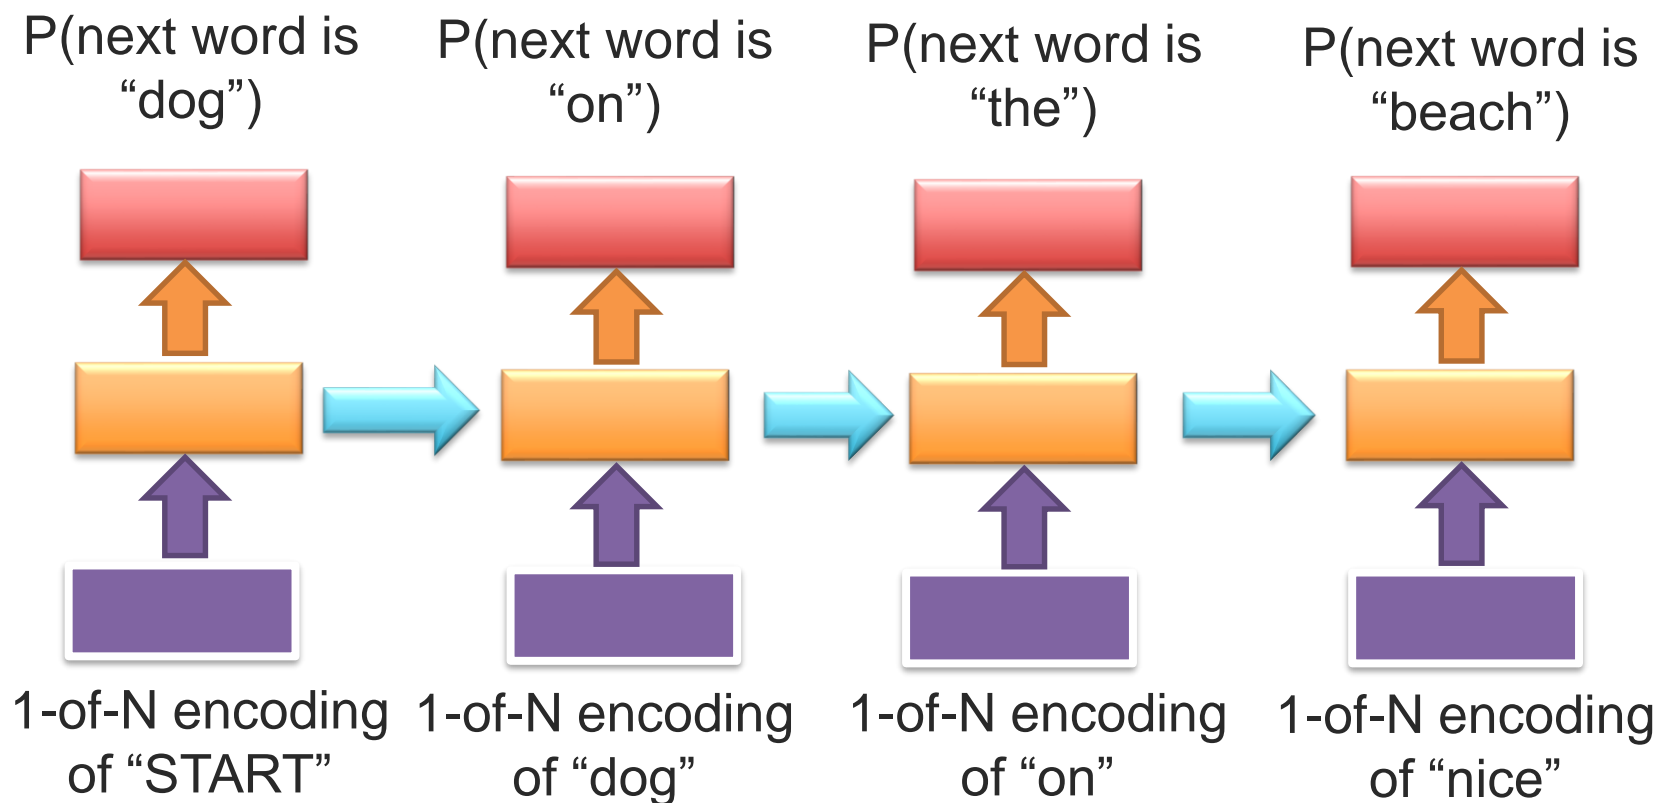 P(next word is
“dog”)
P(next word is
“on”)
P(next word is
“the”)
P(next word is
“beach”)
1-of-N encoding
of “START”
1-of-N encoding
of “dog”
1-of-N encoding
of “on”
1-of-N encoding
of “nice”